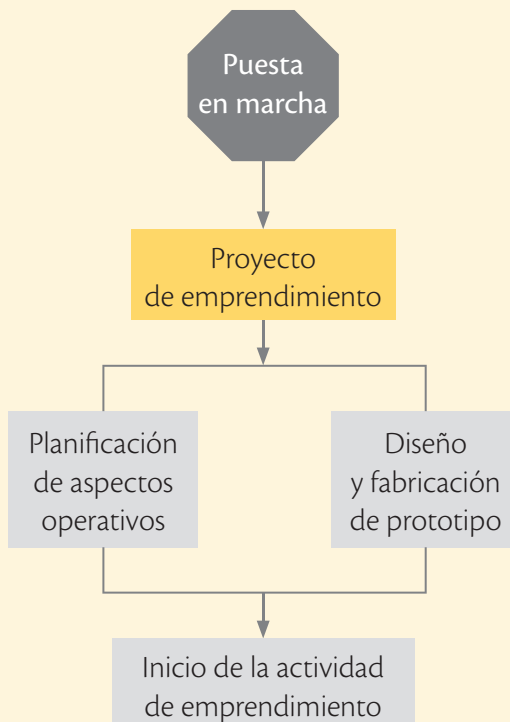 Puesta
en marcha
Proyecto
de emprendimiento
Planificación
de aspectos
operativos
Diseño
y fabricación
de prototipo
Inicio de la actividad
de emprendimiento